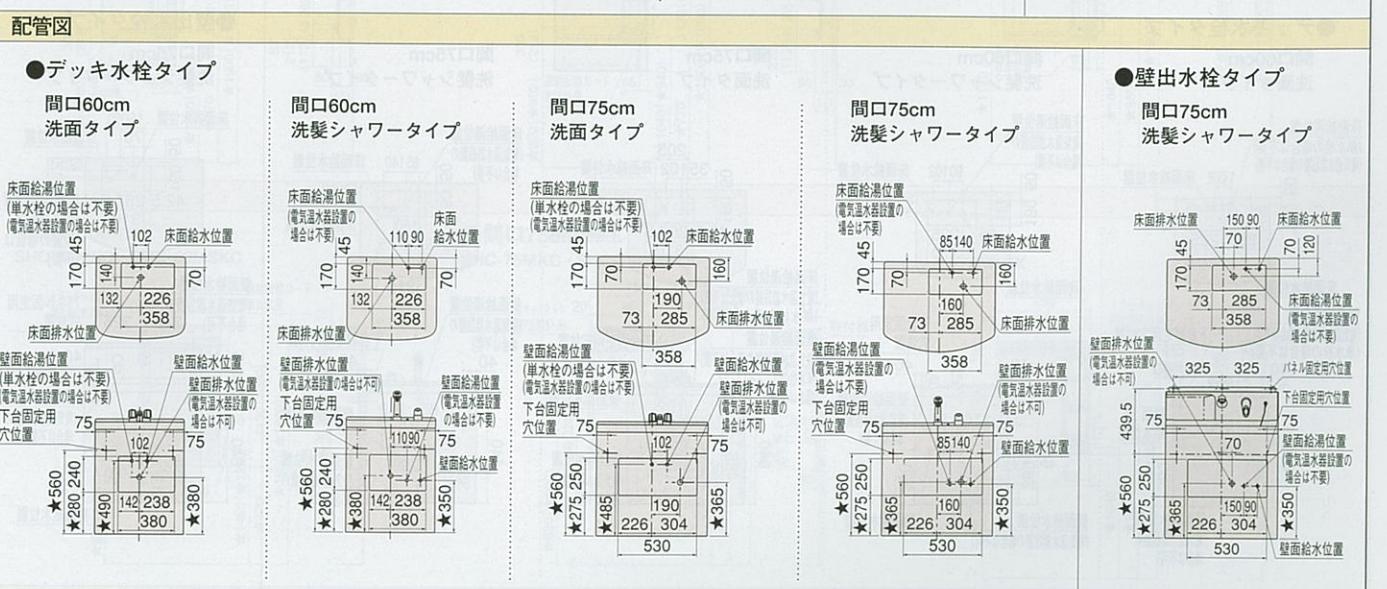 配管図
●デッキ水栓タイプ
間口60cm
洗面タイプ
床面給湯位置
(単水栓の場合は不要)
(電気温水器設置の場合は不要)
102
床面給水位置
45
170
140
70
132
226
358
床面排水位置
壁面給湯位置
(単水栓の場合は不要)
(電気温水器設置の場合は不要)
壁面給水位置
壁面排水位置
(電気温水器設置の
場合は不可)
下台固定用
穴位置
75
75
102
★560
★280
240
★490
142
238
380
★380
間口60cm
洗髪シャワータイプ
床面給湯位置
(電気温水器設置の
場合は不要)
床面
給水位置
110
90
45
170
140
70
132
226
358
床面排水位置
壁面排水位置
(電気温水器設置の場合は不可)
下台固定用
穴位置
75
75
壁面給湯位置
(電気温水器設置の
の場合は不要)
110
90
壁面給水位置
★560
★280
240
★380
142
238
380
★350
間口75cm
洗面タイプ
床面給湯位置
(単水栓の場合は不要)
(電気温水器設置の場合は不要)
102
床面給水位置
45
170
70
160
190
73
285
358
床面排水位置
壁面給湯位置
(単水栓の場合は不要)
(電気温水器設置の場合は不要)
壁面給水位置
壁面排水位置
(電気温水器設置の
場合は不可)
下台固定用
穴位置
75
75
102
★560
★275
250
★485
190
226
304
530
★365
間口75cm
洗髪シャワータイプ
床面給湯位置
(電気温水器設置の
場合は不要)
85
140
床面給水位置
45
170
70
160
160
73
285
358
床面排水位置
壁面給湯位置
(電気温水器設置の
場合は不要)
壁面排水位置
(電気温水器設置の
場合は不可)
下台固定用
穴位置
75
75
85
140
壁面給水位置
★560
★275
250
★365
160
226
304
530
★350
●壁出水栓タイプ
間口75cm
洗髪シャワータイプ
床面排水位置
150
90
床面給水位置
70
45
170
70
120
73
285
358
床面給湯位置
(電気温水器設置の
場合は不要)
壁面排水位置
(電気温水器設置の
場合は不可)
325
325
パネル固定用穴位置
下台固定用穴位置
439.5
75
70
壁面給湯位置
(電気温水器設置の
場合は不要)
★560
★275
250
★365
150
90
226
304
530
★350
壁面給水位置